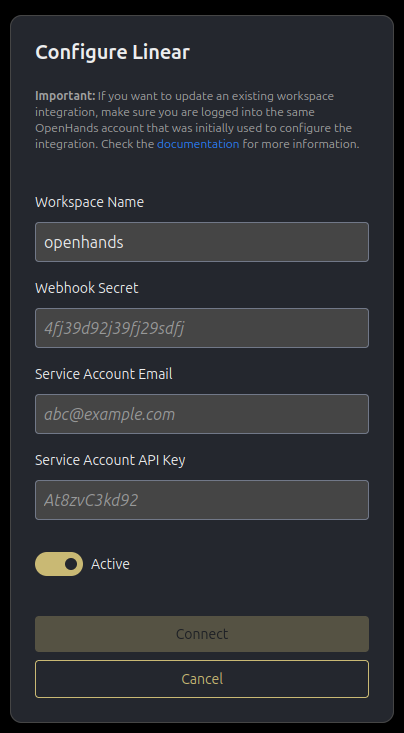 Configure Linear
Important: If you want to update an existing workspace
integration, make sure you are logged into the same
OpenHands account that was initially used to configure the
integration. Check the documentation for more information.
Workspace Name
openhands
Webhook Secret
4fj39d92j39fj29sdfj
Service Account Email
abc@example.com
Service Account API Key
At8zvC3kd92
Active
Connect
Cancel